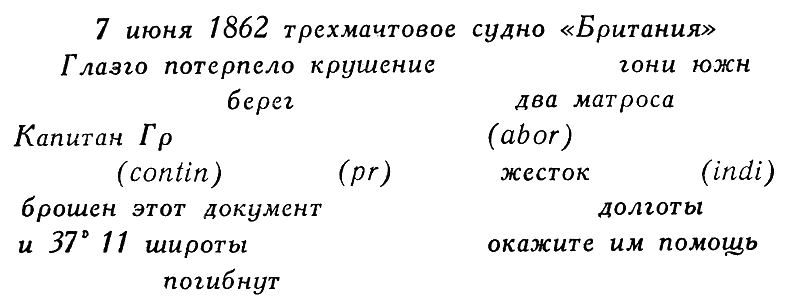 7 июня 1862 трехмачтовое судно «Британия»
Глазго потерпело крушение гони южн
берег два матроса
Капитан Гр (abor)
(contin) (pr) жесток (indi)
брошен этот документ долготы
и 37° 11 широты окажите им помощь
погибнут